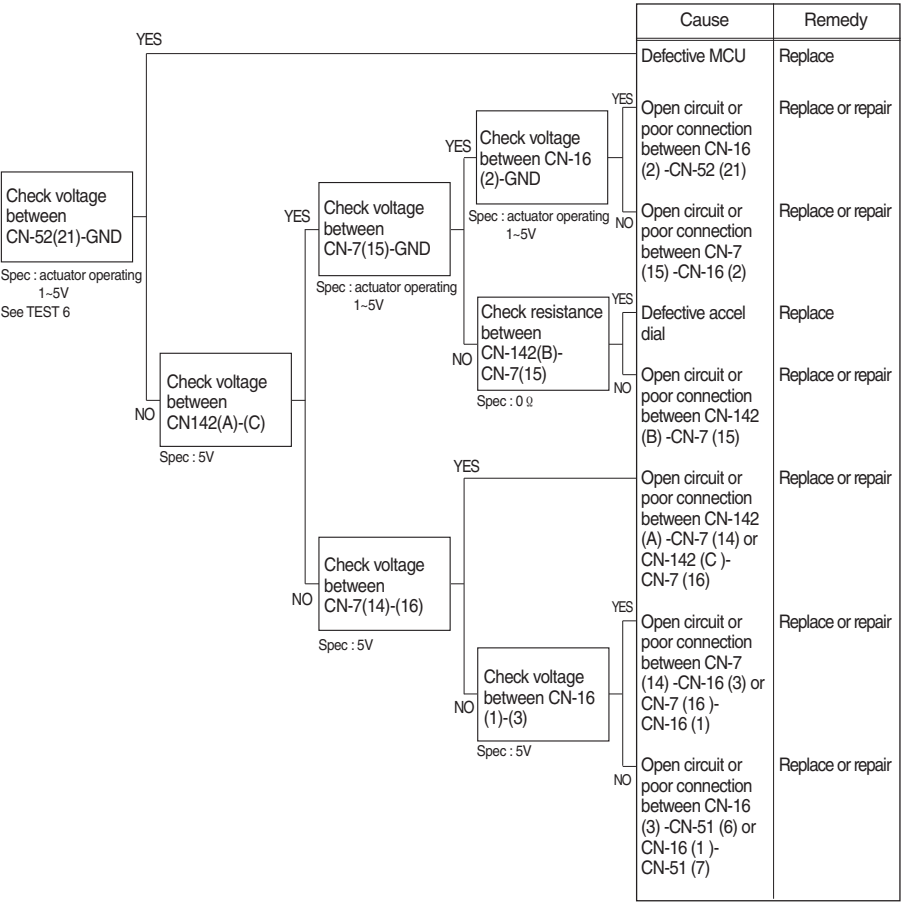 Cause
Remedy
YES
Defective MCU
Replace
Check voltage
between
CN-52(21)-GND
Spec : actuator operating
1~5V
See TEST 6
NO
Check voltage
between
CN142(A)-(C)
Spec : 5V
YES
Check voltage
between
CN-7(15)-GND
Spec : actuator operating
1~5V
YES
Check voltage
between CN-16
(2)-GND
Spec : actuator operating
1~5V
YES
Open circuit or
poor connection
between CN-16
(2) -CN-52 (21)
Replace or repair
NO
Open circuit or
poor connection
between CN-7
(15) -CN-16 (2)
Replace or repair
NO
Check resistance
between
CN-142(B)-
CN-7(15)
Spec : 0 Ω
YES
Defective accel
dial
Replace
NO
Open circuit or
poor connection
between CN-142
(B) -CN-7 (15)
Replace or repair
NO
Check voltage
between
CN-7(14)-(16)
Spec : 5V
YES
Open circuit or
poor connection
between CN-142
(A) -CN-7 (14) or
CN-142 (C )-
CN-7 (16)
Replace or repair
NO
Check voltage
between CN-16
(1)-(3)
Spec : 5V
YES
Open circuit or
poor connection
between CN-7
(14) -CN-16 (3) or
CN-7 (16 )-
CN-16 (1)
Replace or repair
NO
Open circuit or
poor connection
between CN-16
(3) -CN-51 (6) or
CN-16 (1 )-
CN-51 (7)
Replace or repair